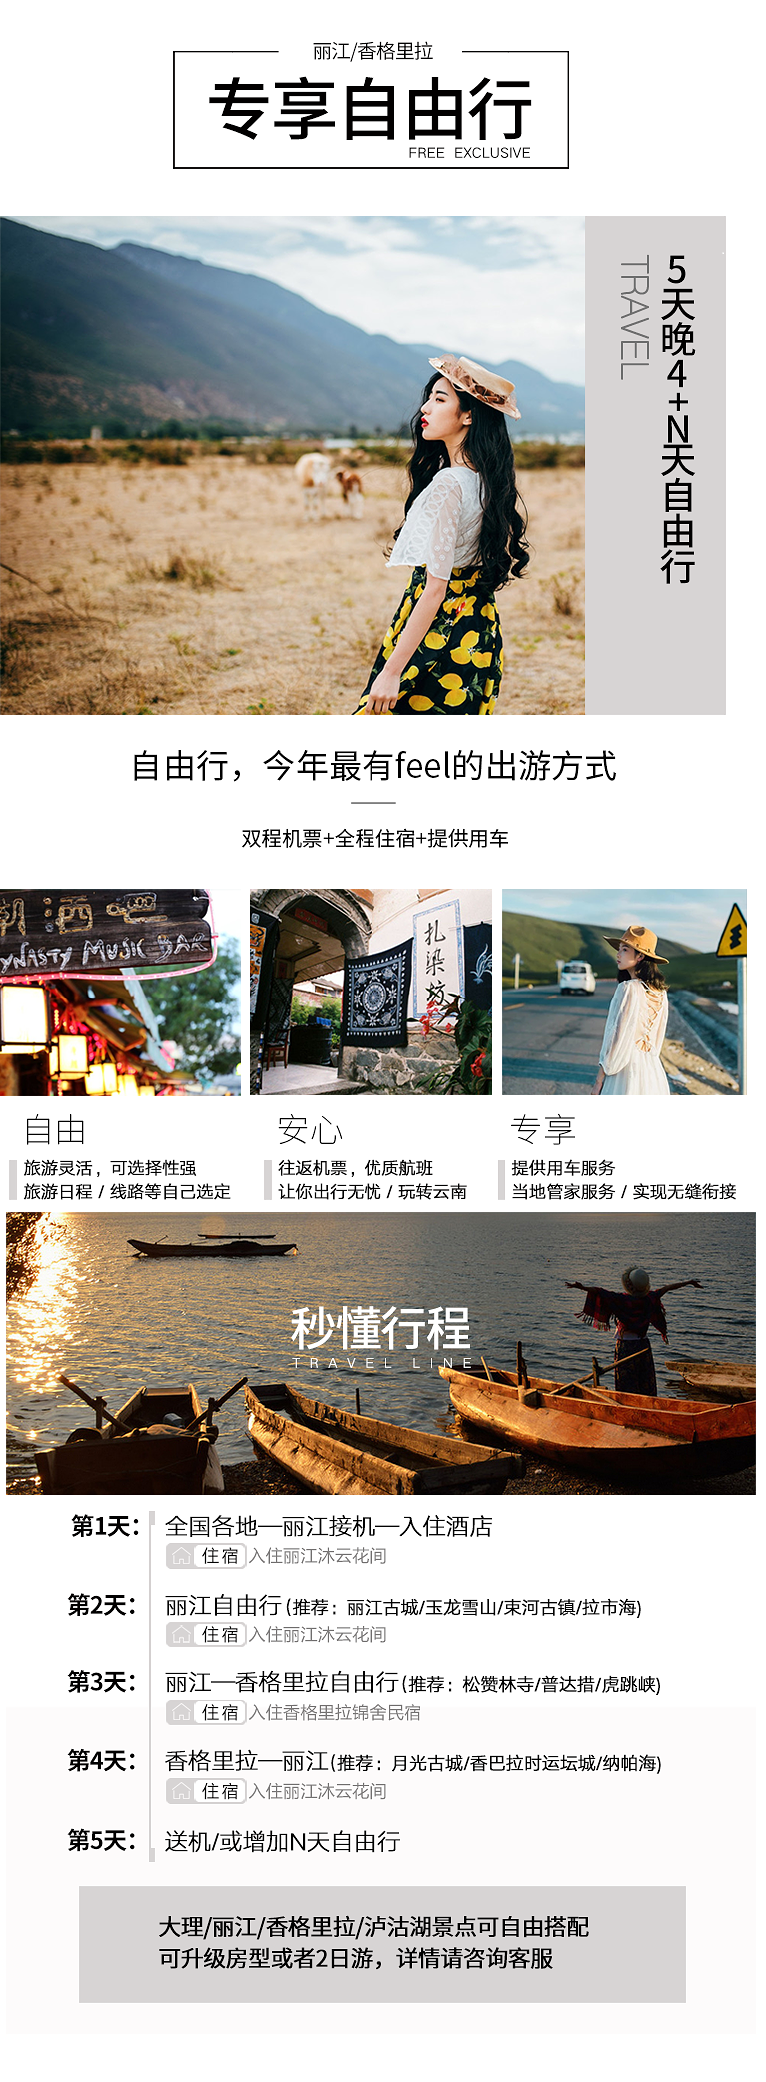 丽江/香格里拉
专享自由行
FREE EXCLUSIVE
5天晚4+N天自由行
TRAVEL
自由行，今年最有feel的出游方式
双程机票+全程住宿+提供用车
酒吧
DYNASTY MUSIC BAR
扎染坊
自由
旅游灵活，可选择性强
旅游日程 / 线路等自己选定
安心
往返机票，优质航班
让你出行无忧 / 玩转云南
专享
提供用车服务
当地管家服务 / 实现无缝衔接
秒懂行程
TRAVEL LINE
第1天：全国各地—丽江接机—入住酒店
住宿 入住丽江沐云花间
第2天：丽江自由行(推荐：丽江古城/玉龙雪山/束河古镇/拉市海)
住宿 入住丽江沐云花间
第3天：丽江—香格里拉自由行(推荐：松赞林寺/普达措/虎跳峡)
住宿 入住香格里拉锦舍民宿
第4天：香格里拉—丽江(推荐：月光古城/香巴拉时运坛城/纳帕海)
住宿 入住丽江沐云花间
第5天：送机/或增加N天自由行
大理/丽江/香格里拉/泸沽湖景点可自由搭配
可升级房型或者2日游，详情请咨询客服